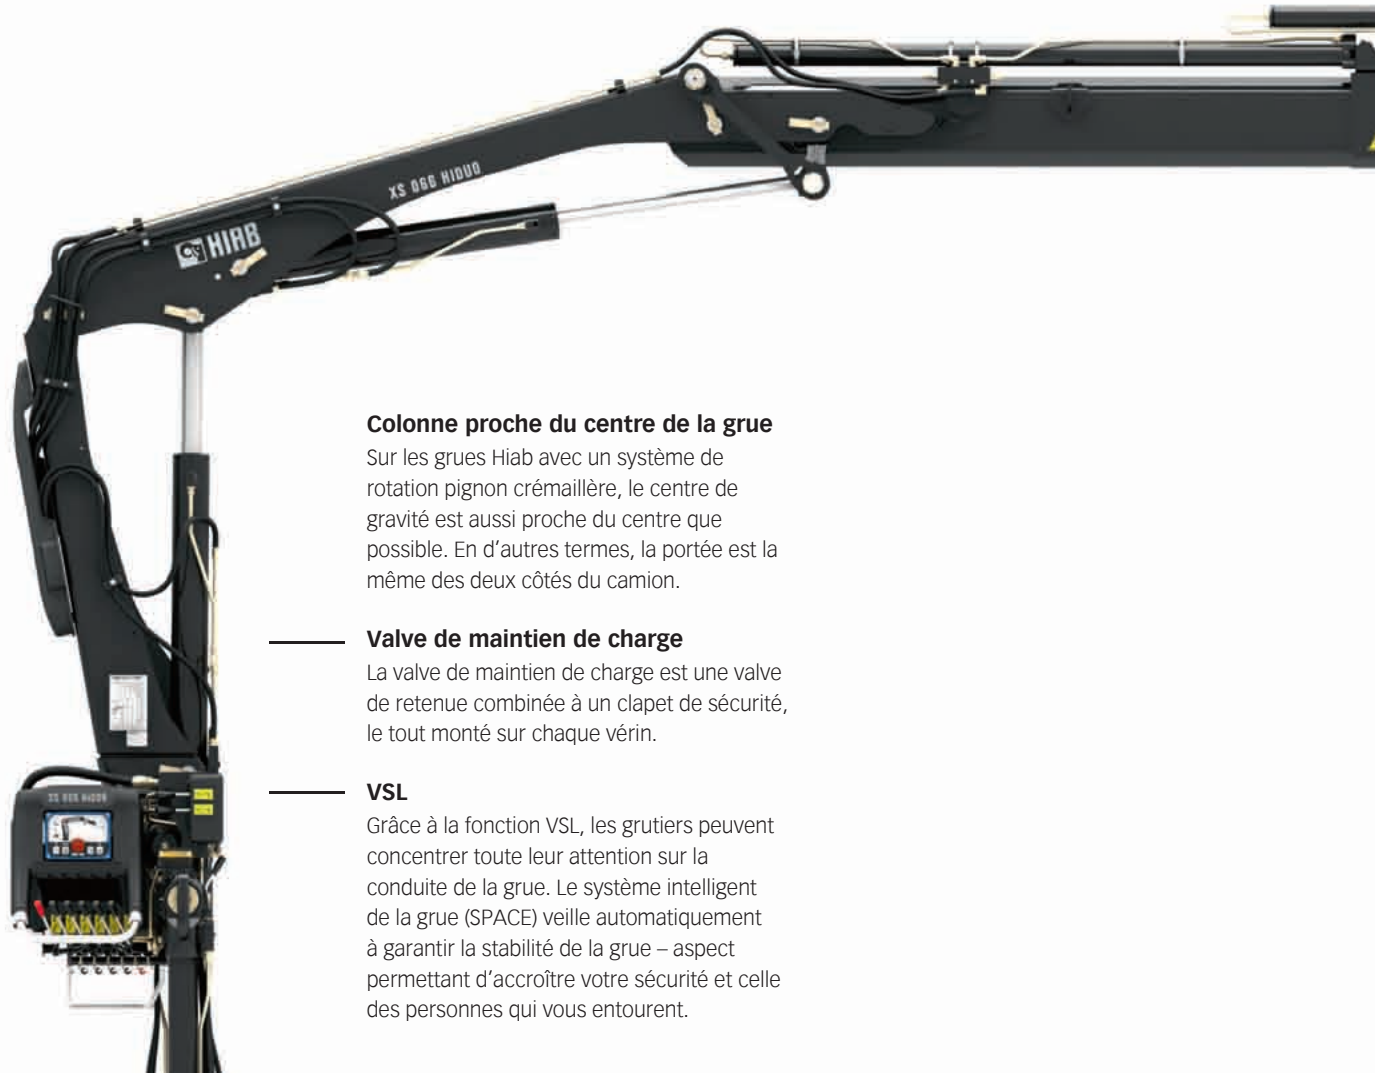 XS 066 HIDUO
HIAB
Colonne proche du centre de la grue
Sur les grues Hiab avec un système de
rotation pignon crémaillère, le centre de
gravité est aussi proche du centre que
possible. En d’autres termes, la portée est la
même des deux côtés du camion.
Valve de maintien de charge
La valve de maintien de charge est une valve
de retenue combinée à un clapet de sécurité,
le tout monté sur chaque vérin.
VSL
Grâce à la fonction VSL, les grutiers peuvent
concentrer toute leur attention sur la
conduite de la grue. Le système intelligent
de la grue (SPACE) veille automatiquement
à garantir la stabilité de la grue – aspect
permettant d’accroître votre sécurité et celle
des personnes qui vous entourent.